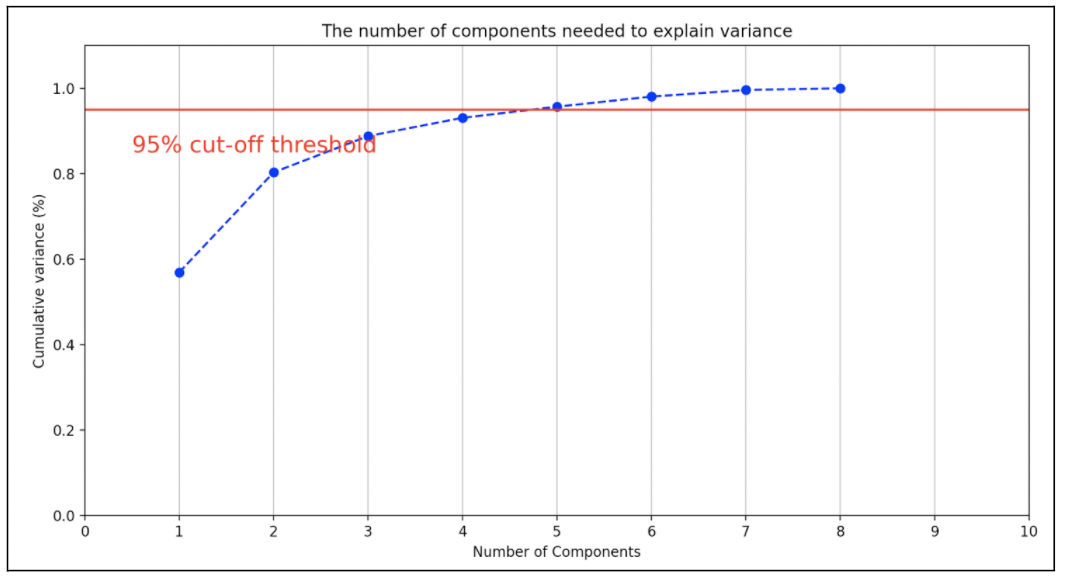 The number of components needed to explain variance
1.0
95% cut-off threshold
0.8
0.6
Cumulative variance (%)
0.4
0.2
0.0
0 1 2 3 4 5 6 7 8 9 10
Number of Components